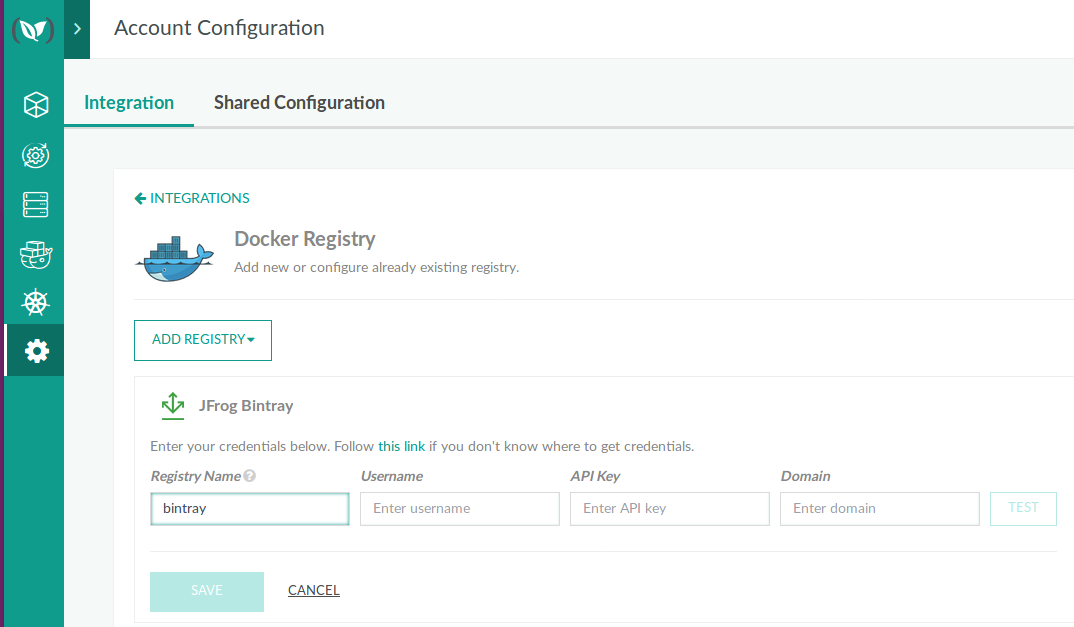 Account Configuration
Integration Shared Configuration
INTEGRATIONS
Docker Registry
Add new or configure already existing registry.
ADD REGISTRY
JFrog Bintray
Enter your credentials below. Follow this link if you don't know where to get credentials.
Registry Name ? Username API Key Domain
bintray Enter username Enter API key Enter domain TEST
SAVE CANCEL